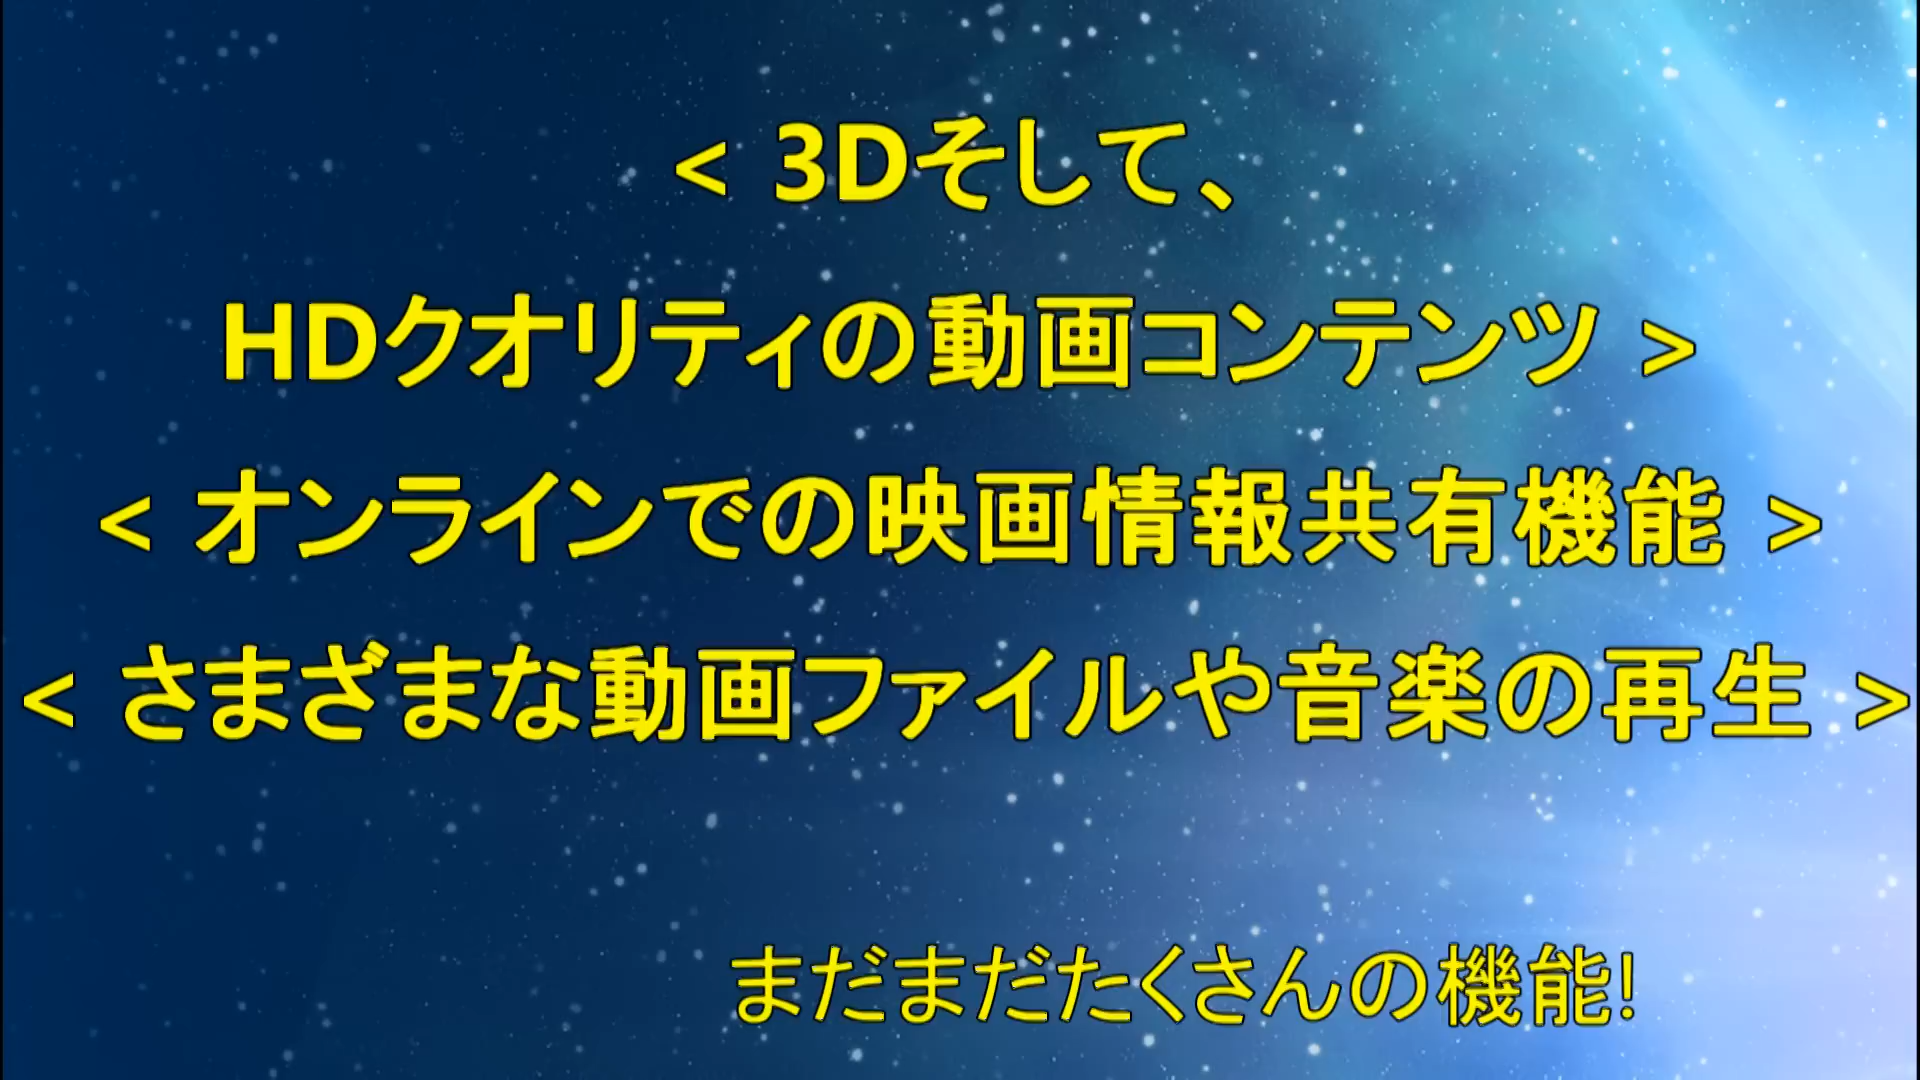 < 3Dそして、
HDクオリティの動画コンテンツ >
< オンラインでの映画情報共有機能 >
< さまざまな動画ファイルや音楽の再生 >
まだまだたくさんの機能!